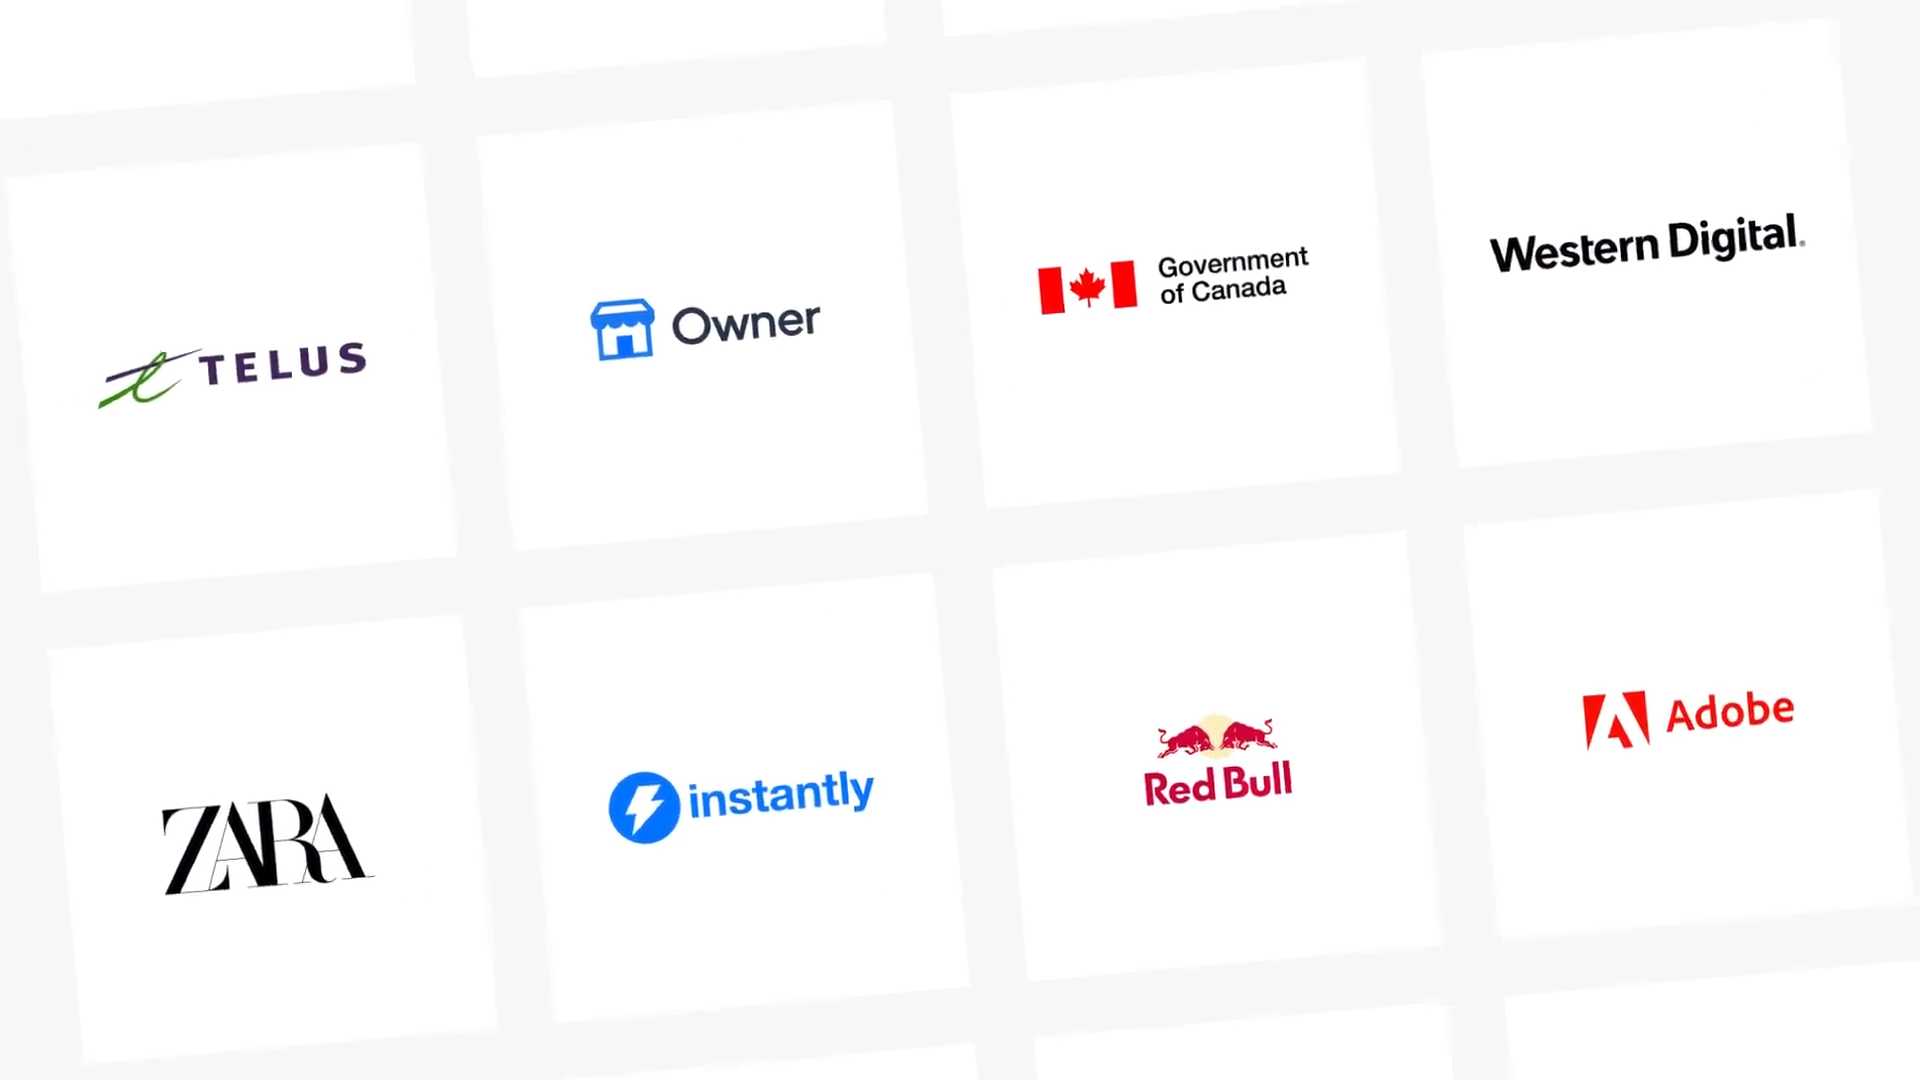 TELUS
Owner
Government
of Canada
Western Digital.
ZARA
instantly
Red Bull
Adobe